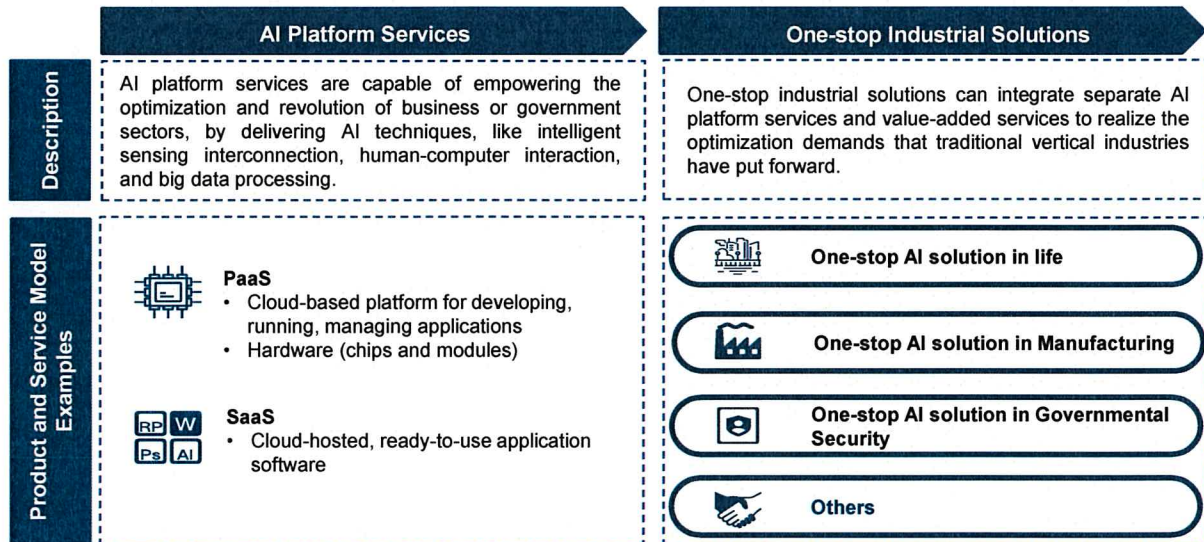 AI Platform Services
One-stop Industrial Solutions
Description
AI platform services are capable of empowering the
optimization and revolution of business or government
sectors, by delivering AI techniques, like intelligent
sensing interconnection, human-computer interaction,
and big data processing.
One-stop industrial solutions can integrate separate AI
platform services and value-added services to realize the
optimization demands that traditional vertical industries
have put forward.
Product and Service Model
Examples
PaaS
• Cloud-based platform for developing,
running, managing applications
• Hardware (chips and modules)
RP W
Ps AI
SaaS
• Cloud-hosted, ready-to-use application
software
One-stop AI solution in life
One-stop AI solution in Manufacturing
One-stop AI solution in Governmental
Security
Others